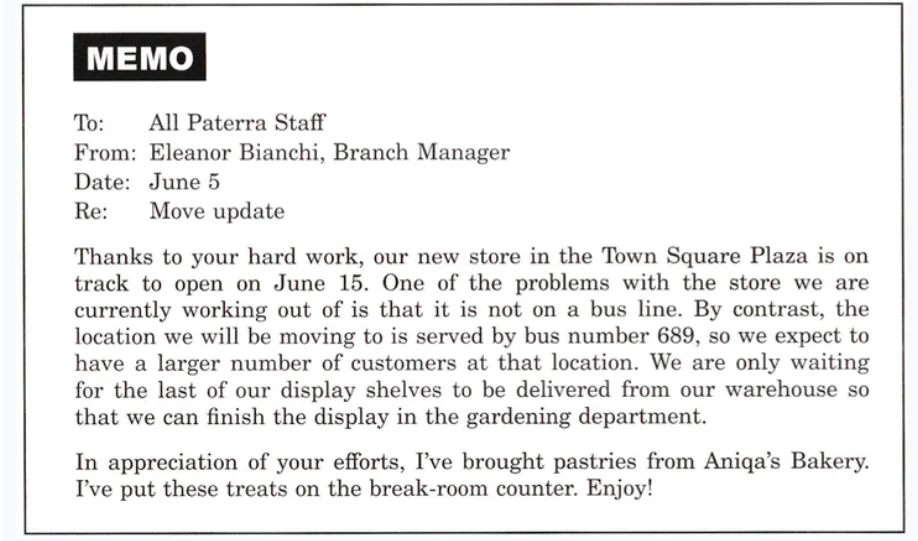 MEMO
To: All Paterra Staff
From: Eleanor Bianchi, Branch Manager
Date: June 5
Re: Move update
Thanks to your hard work, our new store in the Town Square Plaza is on
track to open on June 15. One of the problems with the store we are
currently working out of is that it is not on a bus line. By contrast, the
location we will be moving to is served by bus number 689, so we expect to
have a larger number of customers at that location. We are only waiting
for the last of our display shelves to be delivered from our warehouse so
that we can finish the display in the gardening department.
In appreciation of your efforts, I've brought pastries from Aniqa's Bakery.
I've put these treats on the break-room counter. Enjoy!